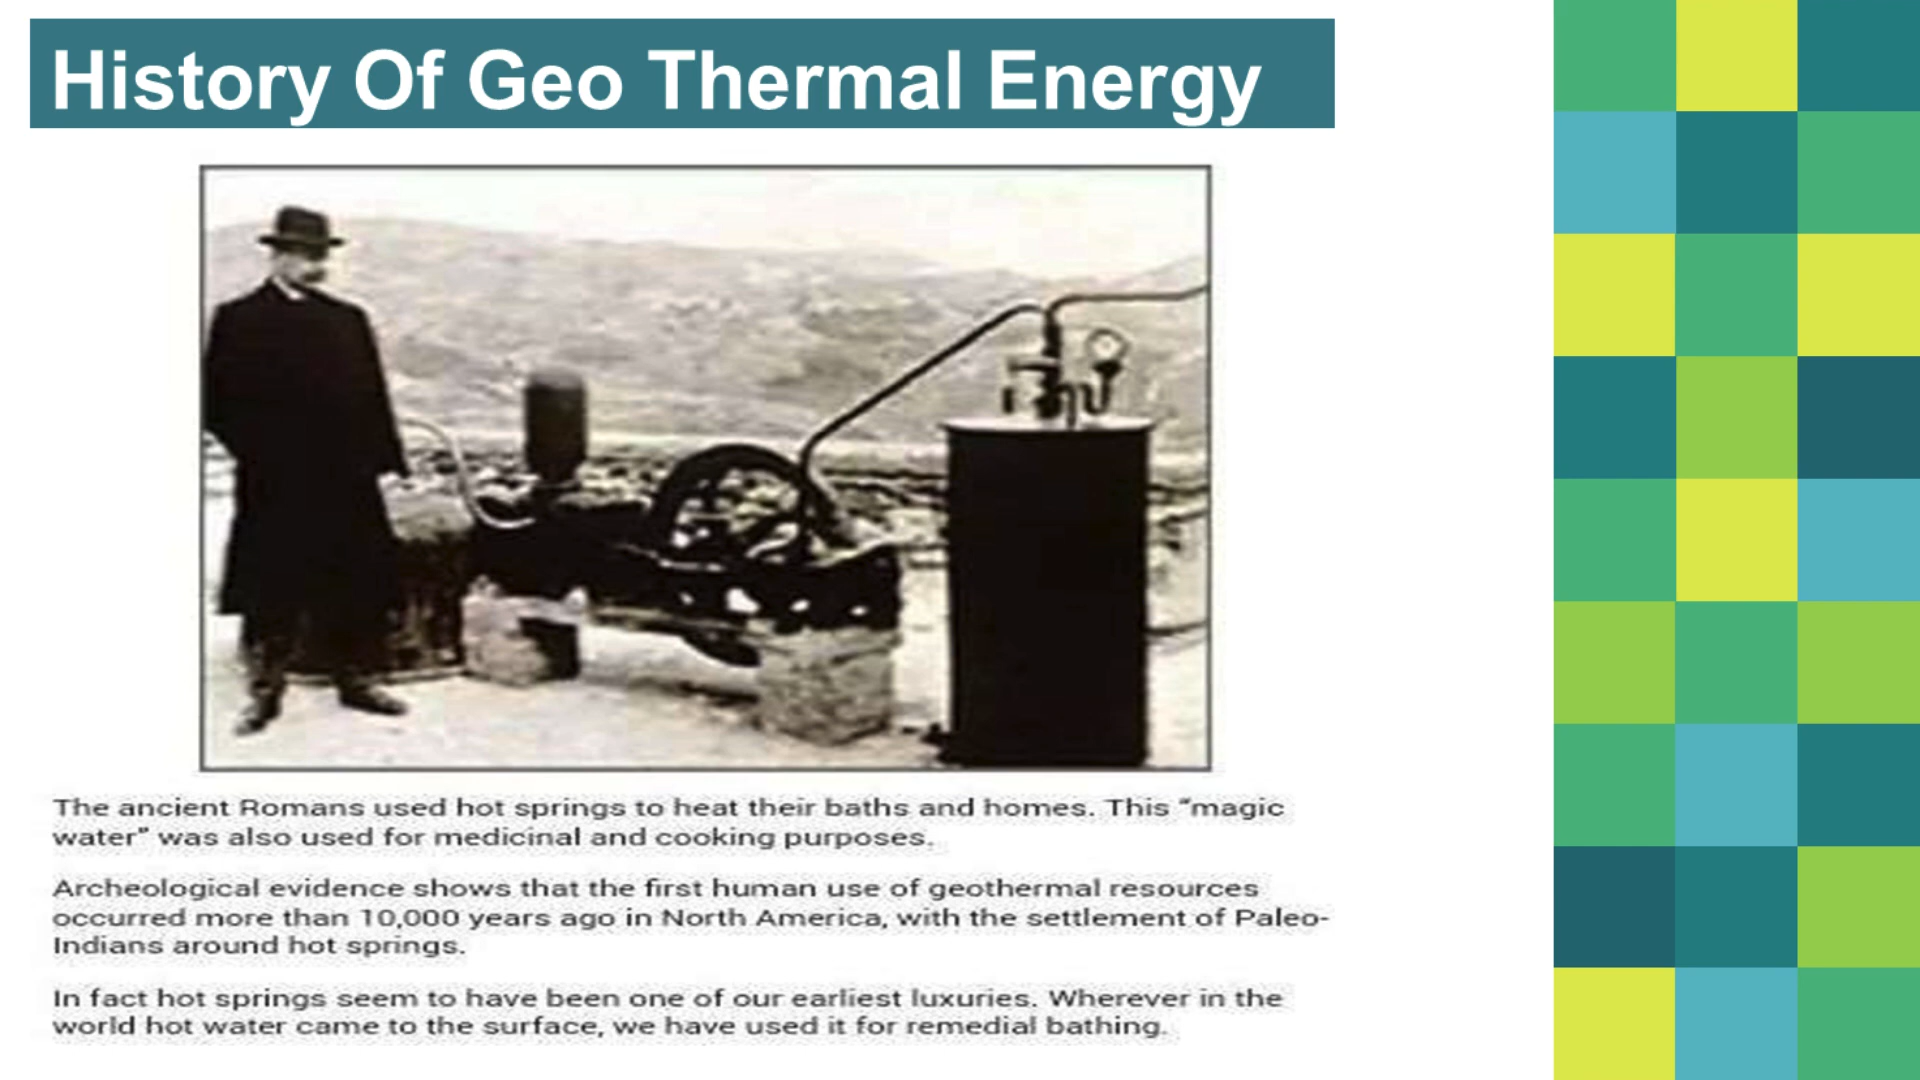 History Of Geo Thermal Energy
The ancient Romans used hot springs to heat their baths and homes. This “magic
water” was also used for medicinal and cooking purposes.
Archeological evidence shows that the first human use of geothermal resources
occurred more than 10,000 years ago in North America, with the settlement of Paleo-
Indians around hot springs.
In fact hot springs seem to have been one of our earliest luxuries. Wherever in the
world hot water came to the surface, we have used it for remedial bathing.